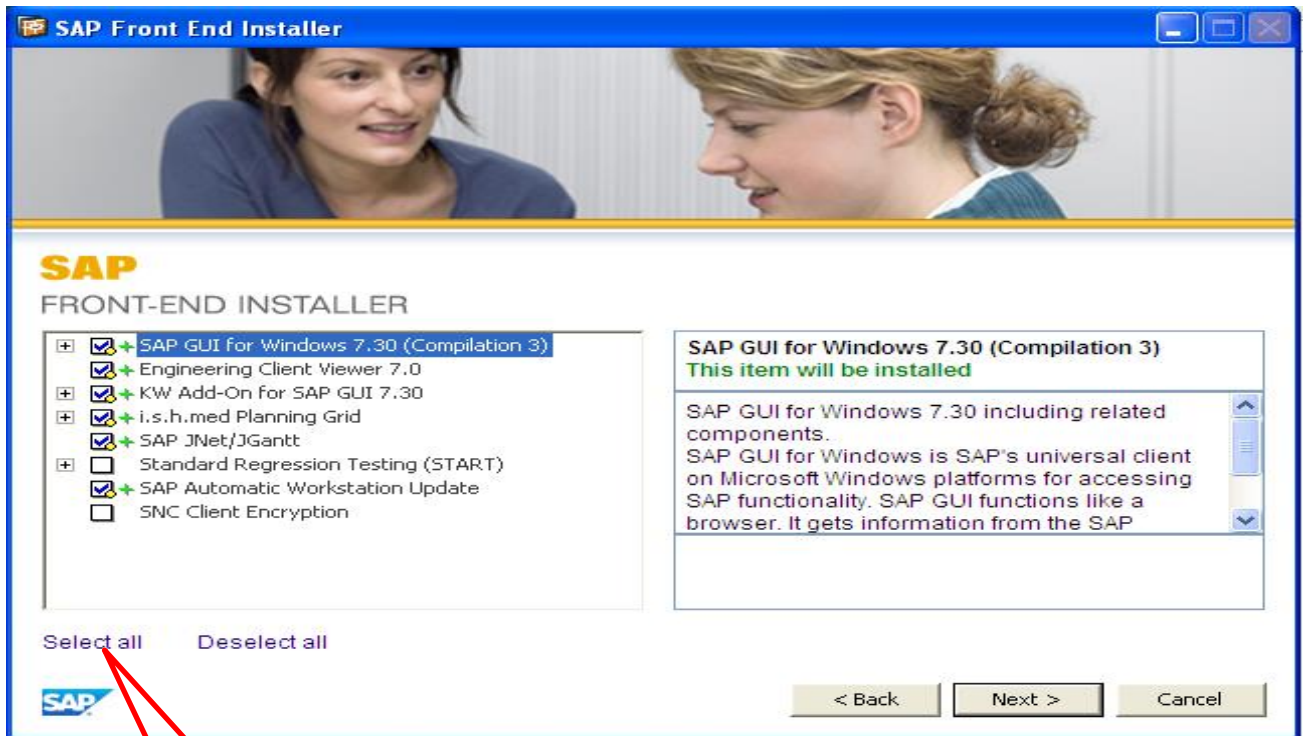 SAP Front End Installer
SAP
FRONT-END INSTALLER
SAP GUI for Windows 7.30 (Compilation 3)
Engineering Client Viewer 7.0
KW Add-On for SAP GUI 7.30
i.s.h.med Planning Grid
SAP JNet/JGantt
Standard Regression Testing (START)
SAP Automatic Workstation Update
SNC Client Encryption
SAP GUI for Windows 7.30 (Compilation 3)
This item will be installed
SAP GUI for Windows 7.30 including related
components.
SAP GUI for Windows is SAP's universal client
on Microsoft Windows platforms for accessing
SAP functionality. SAP GUI functions like a
browser. It gets information from the SAP
Select all Deselect all
SAP
< Back Next > Cancel